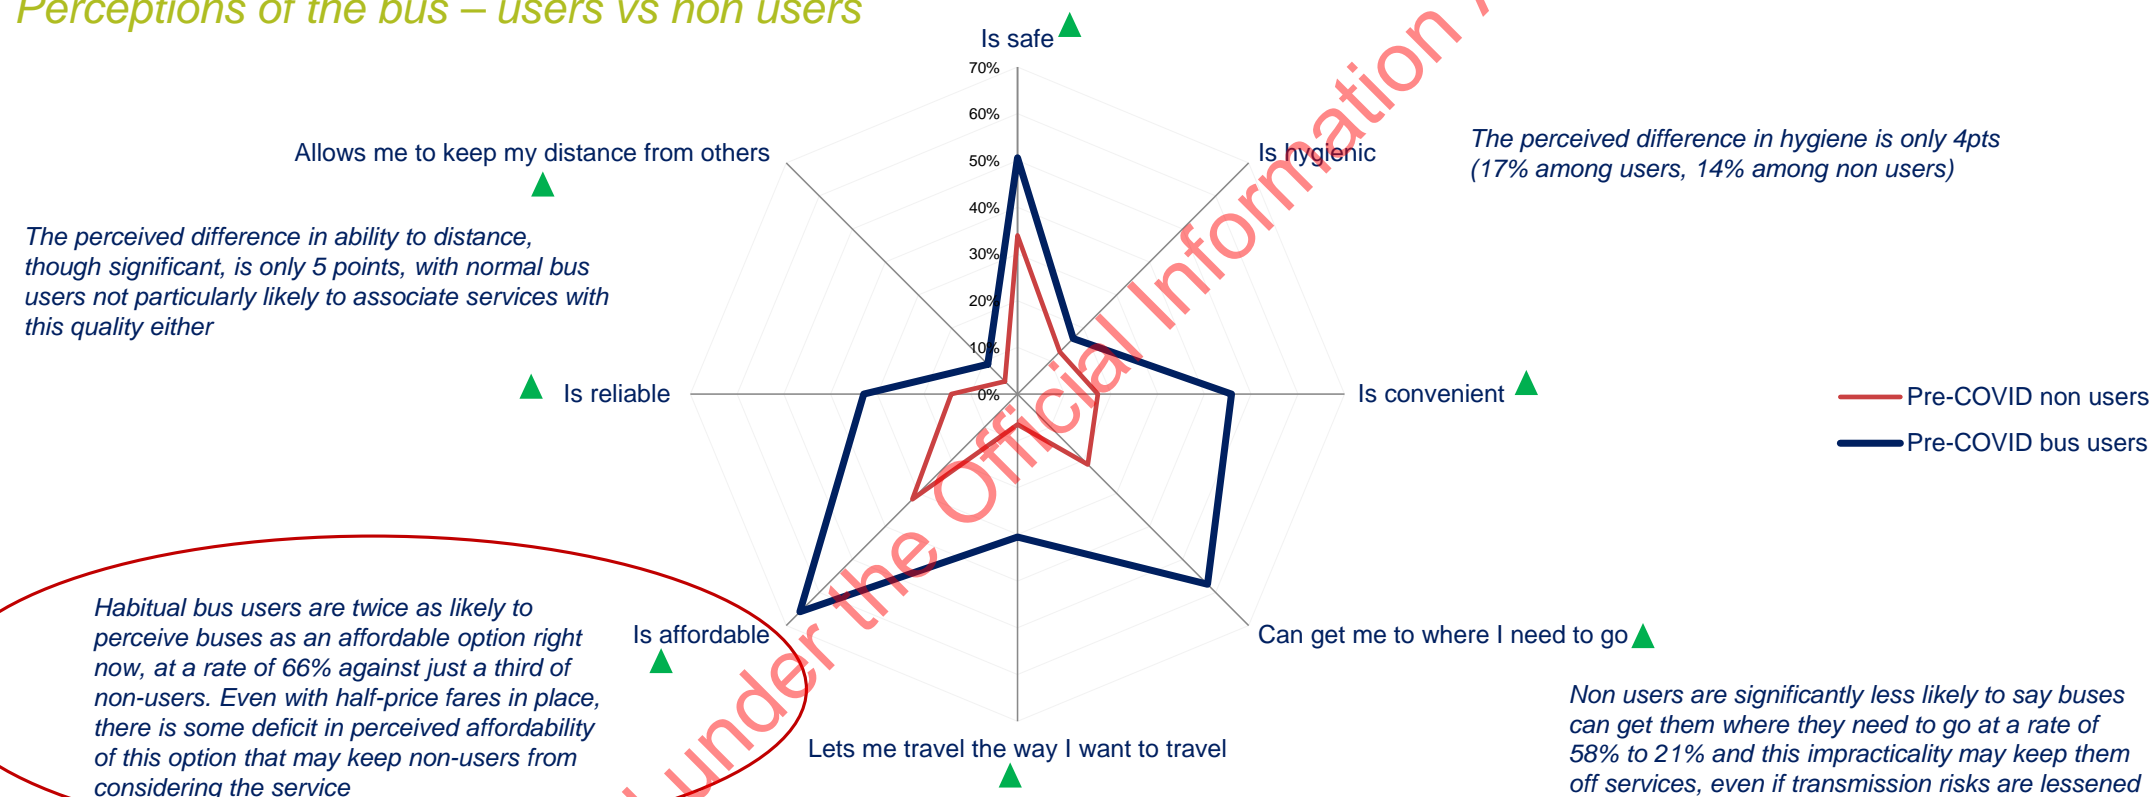 Perceptions of the bus – users vs non users
Is safe
70%
60%
50%
40%
30%
20%
10%
0%
Allows me to keep my distance from others
Is hygienic
The perceived difference in hygiene is only 4pts
(17% among users, 14% among non users)
The perceived difference in ability to distance,
though significant, is only 5 points, with normal bus
users not particularly likely to associate services with
this quality either
Is reliable
Is convenient
Pre-COVID non users
Pre-COVID bus users
Habitual bus users are twice as likely to
perceive buses as an affordable option right
now, at a rate of 66% against just a third of
non-users. Even with half-price fares in place,
there is some deficit in perceived affordability
of this option that may keep non-users from
considering the service
Is affordable
Can get me to where I need to go
Lets me travel the way I want to travel
Non users are significantly less likely to say buses
can get them where they need to go at a rate of
58% to 21% and this impracticality may keep them
off services, even if transmission risks are lessened
under the Official Information